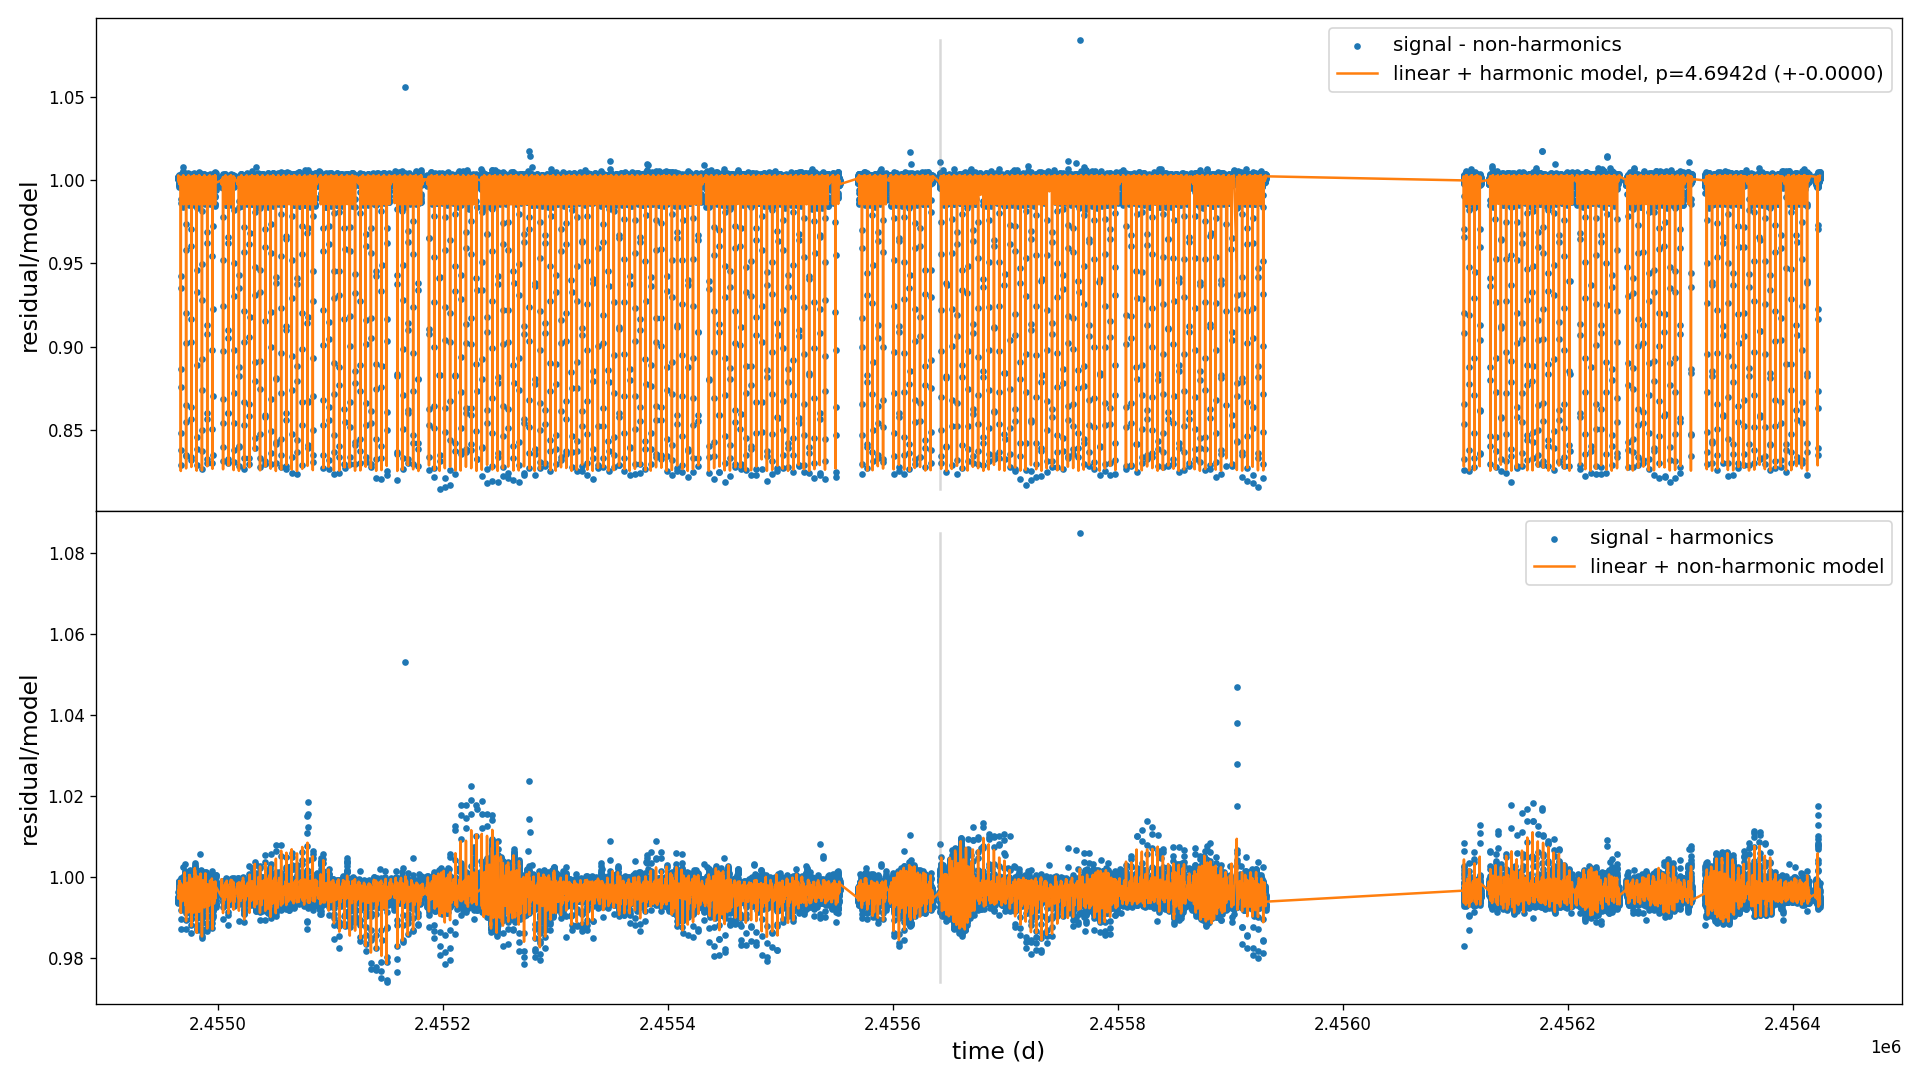 signal - non-harmonics
linear + harmonic model, p=4.6942d (+-0.0000)
1.05
1.00
0.95
0.90
0.85
residual/model
signal - harmonics
linear + non-harmonic model
1.08
1.06
1.04
1.02
1.00
0.98
residual/model
2.4550 2.4552 2.4554 2.4556 2.4558 2.4560 2.4562 2.4564
1e6
time (d)